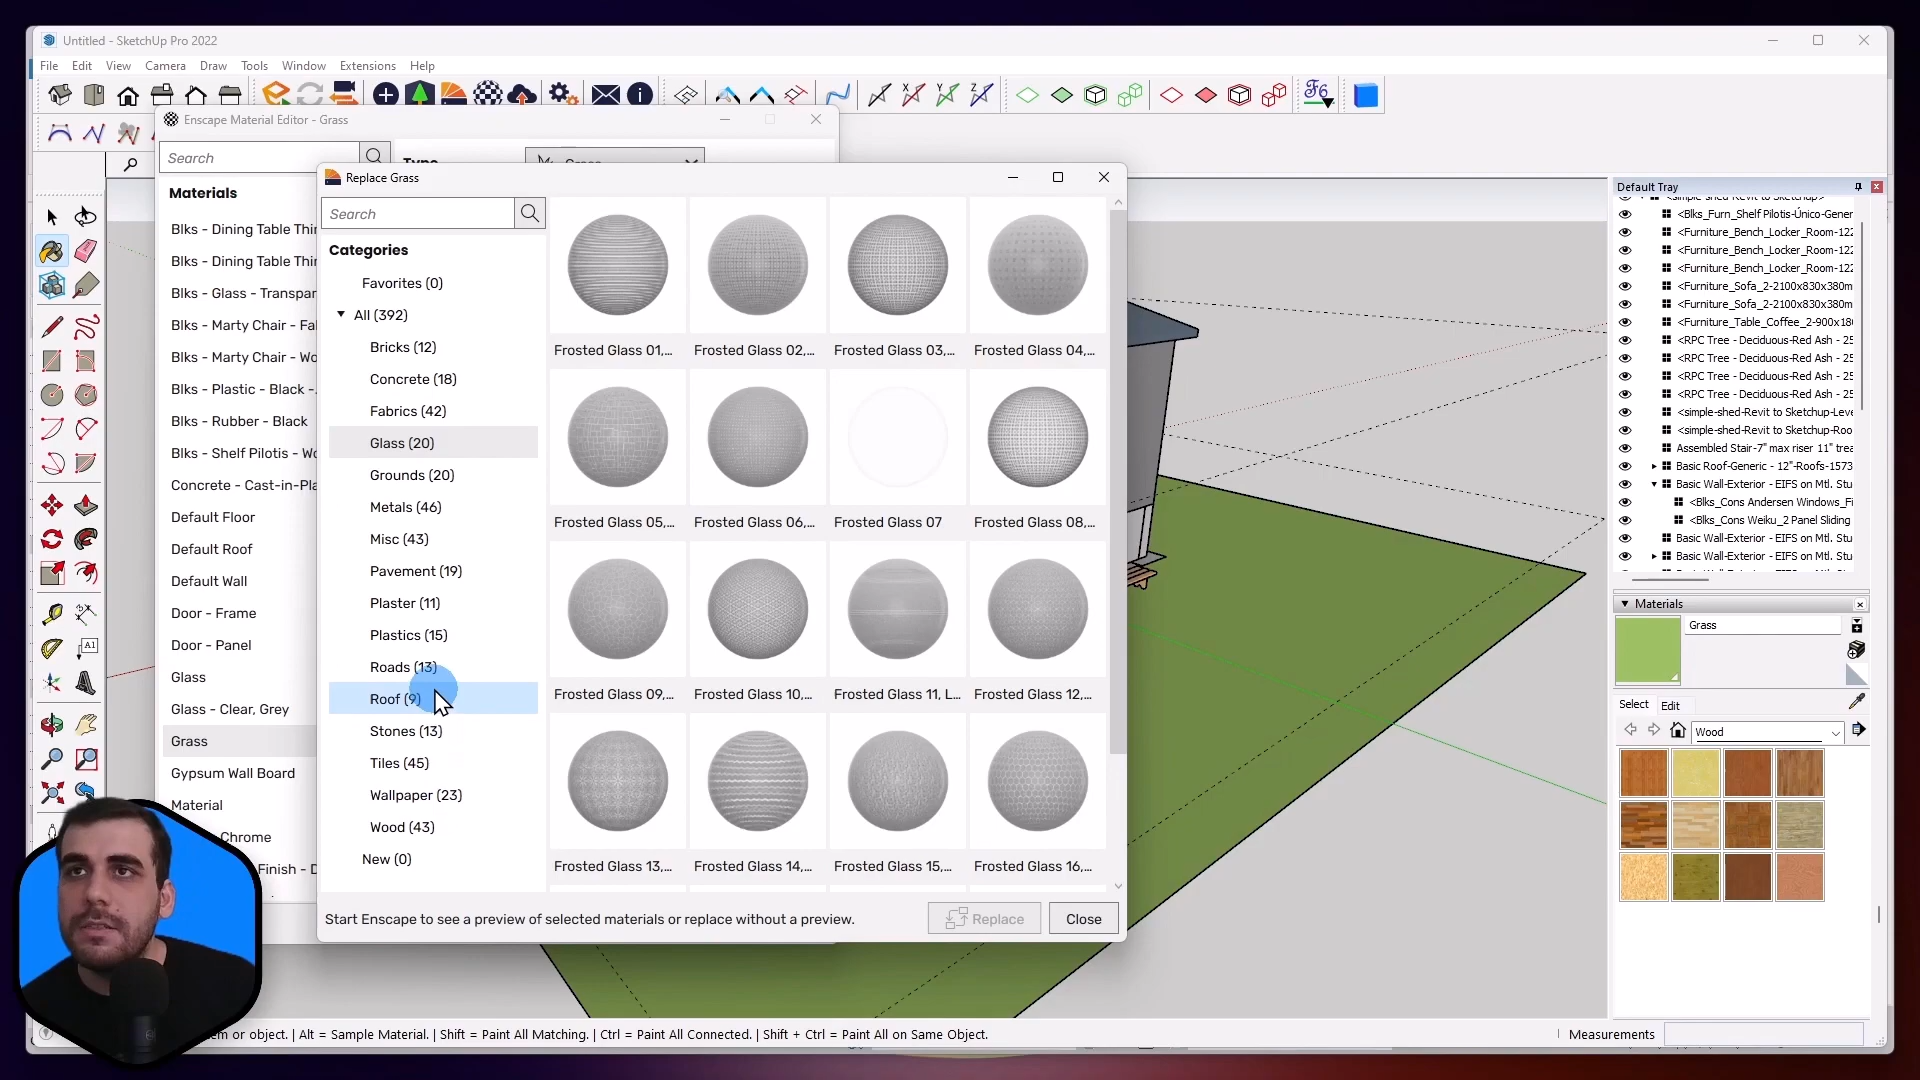 Untitled - SketchUp Pro 2022
File Edit View Camera Draw Tools Window Extensions Help
Enscape Material Editor - Grass
Search
Materials
Blks - Dining Table Thi
Blks - Dining Table Thi
Blks - Glass - Transpar
Blks - Marty Chair - Fal
Blks - Marty Chair - Wo
Blks - Plastic - Black -
Blks - Rubber - Black
Blks - Shelf Pilotis - Wo
Concrete - Cast-in-Pla
Default Floor
Default Roof
Default Wall
Door - Frame
Door - Panel
Glass
Glass - Clear, Grey
Grass
Gypsum Wall Board
Material
Chrome
Finish - D
Replace Grass
Search
Categories
Favorites (0)
All (392)
Bricks (12)
Concrete (18)
Fabrics (42)
Glass (20)
Grounds (20)
Metals (46)
Misc (43)
Pavement (19)
Plaster (11)
Plastics (15)
Roads (13)
Roof (9)
Stones (13)
Tiles (45)
Wallpaper (23)
Wood (43)
New (0)
Frosted Glass 01,... Frosted Glass 02,... Frosted Glass 03,... Frosted Glass 04,...
Frosted Glass 05,... Frosted Glass 06,... Frosted Glass 07 Frosted Glass 08,...
Frosted Glass 09,... Frosted Glass 10,... Frosted Glass 11, L... Frosted Glass 12,...
Frosted Glass 13,... Frosted Glass 14,... Frosted Glass 15,... Frosted Glass 16,...
Start Enscape to see a preview of selected materials or replace without a preview.
Replace Close
Default Tray
<simple-shed-Revit to Sketchup-
<Blks_Furn_Shelf Pilotis-Único-Gener
<Furniture_Bench_Locker_Room-122
<Furniture_Bench_Locker_Room-122
<Furniture_Bench_Locker_Room-122
<Furniture_Sofa_2-2100x830x380m
<Furniture_Sofa_2-2100x830x380m
<Furniture_Table_Coffee_2-900x18
<RPC Tree - Deciduous-Red Ash - 25
<RPC Tree - Deciduous-Red Ash - 25
<RPC Tree - Deciduous-Red Ash - 25
<RPC Tree - Deciduous-Red Ash - 25
<simple-shed-Revit to Sketchup-Leve
<simple-shed-Revit to Sketchup-Roo
Assembled Stair-7" max riser 11" trea
Basic Roof-Generic - 12"-Roofs-1573
Basic Wall-Exterior - EIFS on Mtl. Stu
<Blks_Cons Andersen Windows_Fi
<Blks_Cons Weiku_2 Panel Sliding
Basic Wall-Exterior - EIFS on Mtl. Stu
Basic Wall-Exterior - EIFS on Mtl. Stu
Materials
Grass
Select Edit
Wood
em or object. | Alt = Sample Material. | Shift = Paint All Matching. | Ctrl = Paint All Connected. | Shift + Ctrl = Paint All on Same Object.
Measurements